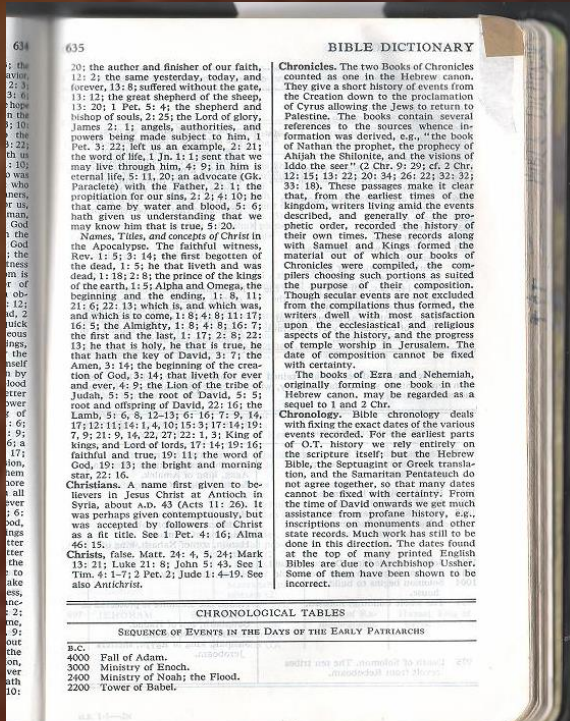 634
635
BIBLE DICTIONARY
20; the author and finisher of our faith,
12: 2; the same yesterday, today, and
forever, 13: 8; suffered without the gate,
13: 12; the great shepherd of the sheep,
13: 20; 1 Pet. 5: 4; the shepherd and
bishop of souls, 2: 25; the Lord of glory,
James 2: 1; angels, authorities, and
powers being made subject to him, 1
Pet. 3: 22; left us an example, 2: 21;
the word of life, 1 Jn. 1: 1; sent that we
may live through him, 4: 9; in him is
eternal life, 5: 11, 20; an advocate (Gk.
Paraclete) with the Father, 2: 1; the
propitiation for our sins, 2: 2; 4: 10; he
that came by water and blood, 5: 6;
hath given us understanding that we
may know him that is true, 5: 20.
Names, Titles, and concepts of Christ in
the Apocalypse. The faithful witness,
Rev. 1: 5; 3: 14; the first begotten of
the dead, 1: 5; he that liveth and was
dead, 1: 18; 2: 8; the prince of the kings
of the earth, 1: 5; Alpha and Omega, the
beginning and the ending, 1: 8, 11;
21: 6; 22: 13; which is, and which was,
and which is to come, 1: 8; 4: 8; 11: 17;
16: 5; the Almighty, 1: 8; 4: 8; 16: 7;
the first and the last, 1: 17; 2: 8; 22:
13; he that is holy, he that is true, he
that hath the key of David, 3: 7; the
Amen, 3: 14; the beginning of the crea-
tion of God, 3: 14; that liveth for ever
and ever, 4: 9; the Lion of the tribe of
Judah, 5: 5; the root of David, 5: 5;
root and offspring of David, 22: 16; the
Lamb, 5: 6, 8, 12–13; 6: 16; 7: 9, 14,
17; 12: 11; 14: 1, 4, 10; 15: 3; 17: 14; 19:
7, 9; 21: 9, 14, 22, 27; 22: 1, 3; King of
kings, and Lord of lords, 17: 14; 19: 16;
faithful and true, 19: 11; the word of
God, 19: 13; the bright and morning
star, 22: 16.
Christians. A name first given to be-
lievers in Jesus Christ at Antioch in
Syria, about A.D. 43 (Acts 11: 26). It
was perhaps given contemptuously, but
was accepted by followers of Christ
as a fit title. See 1 Pet. 4: 16; Alma
46: 15.
Christs, false. Matt. 24: 4, 5, 24; Mark
13: 21; Luke 21: 8; John 5: 43. See 1
Tim. 4: 1–7; 2 Pet. 2; Jude 1: 4–19. See
also Antichrist.
Chronicles. The two Books of Chronicles
counted as one in the Hebrew canon.
They give a short history of events from
the Creation down to the proclamation
of Cyrus allowing the Jews to return to
Palestine. The books contain several
references to the sources whence in-
formation was derived, e.g., “the book
of Nathan the prophet, the prophecy of
Ahijah the Shilonite, and the visions of
Iddo the seer” (2 Chr. 9: 29; cf. 2 Chr.
12: 15; 13: 22; 20: 34; 26: 22; 32: 32;
33: 18). These passages make it clear
that, from the earliest times of the
kingdom, writers living amid the events
described, and generally of the pro-
phetic order, recorded the history of
their own times. These records along
with Samuel and Kings formed the
material out of which our books of
Chronicles were compiled, the com-
pilers choosing such portions as suited
the purpose of their composition.
Though secular events are not excluded
from the compilations thus formed, the
writers dwell with most satisfaction
upon the ecclesiastical and religious
aspects of the history, and the progress
of temple worship in Jerusalem. The
date of composition cannot be fixed
with certainty.
The books of Ezra and Nehemiah,
originally forming one book in the
Hebrew canon, may be regarded as a
sequel to 1 and 2 Chr.
Chronology. Bible chronology deals
with fixing the exact dates of the various
events recorded. For the earliest parts
of O.T. history we rely entirely on
the scripture itself; but the Hebrew
Bible, the Septuagint or Greek transla-
tion, and the Samaritan Pentateuch do
not agree together, so that many dates
cannot be fixed with certainty. From
the time of David onwards we get much
assistance from profane history, e.g.,
inscriptions on monuments and other
state records. Much work has still to be
done in this direction. The dates found
at the top of many printed English
Bibles are due to Archbishop Ussher.
Some of them have been shown to be
incorrect.
CHRONOLOGICAL TABLES
SEQUENCE OF EVENTS IN THE DAYS OF THE EARLY PATRIARCHS
B.C.
4000 Fall of Adam.
3000 Ministry of Enoch.
2400 Ministry of Noah; the Flood.
2200 Tower of Babel.